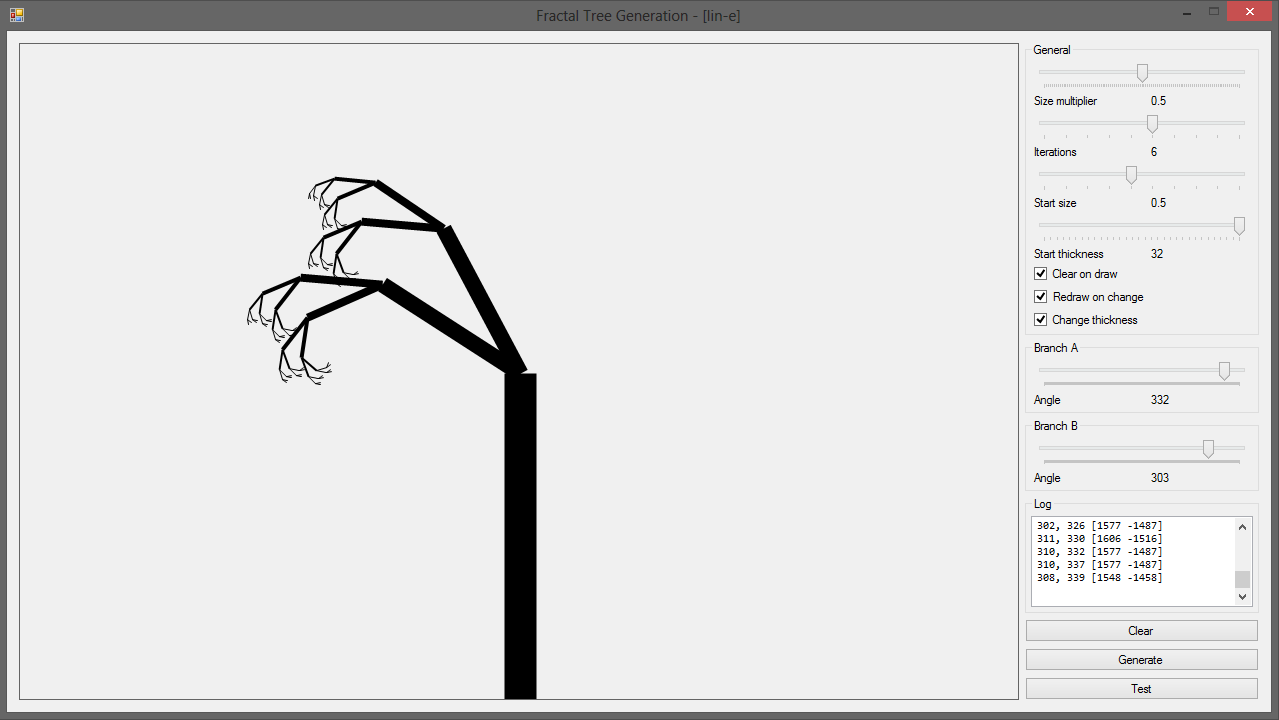 Fractal Tree Generation - [lin-e]
General
Size multiplier 0.5
Iterations 6
Start size 0.5
Start thickness 32
Clear on draw
Redraw on change
Change thickness
Branch A
Angle 332
Branch B
Angle 303
Log
302, 326 [1577 -1487]
311, 330 [1606 -1516]
310, 332 [1577 -1487]
310, 337 [1577 -1487]
308, 339 [1548 -1458]
Clear
Generate
Test